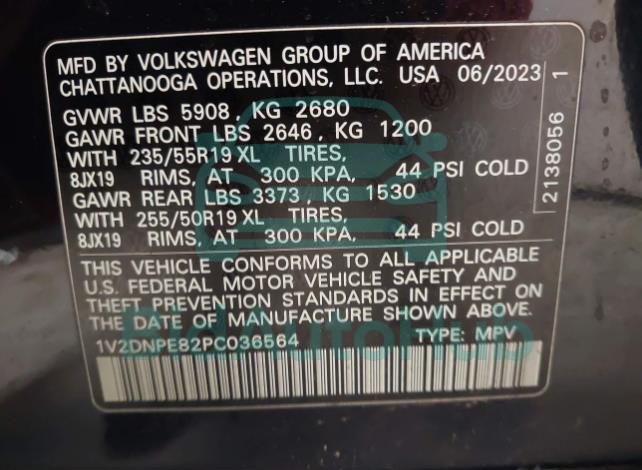 MFD BY VOLKSWAGEN GROUP OF AMERICA
CHATTANOOGA OPERATIONS, LLC. USA 06/2023
GVWR LBS 5908, KG 2680
GAWR FRONT LBS 2646, KG 1200
WITH 235/55R19 XL TIRES,
8JX19 RIMS, AT 300 KPA, 44 PSI COLD
GAWR REAR LBS 3373, KG 1530
WITH 255/50R19 XL TIRES,
8JX19 RIMS, AT 300 KPA, 44 PSI COLD
THIS VEHICLE CONFORMS TO ALL APPLICABLE
U.S. FEDERAL MOTOR VEHICLE SAFETY AND
THEFT PREVENTION STANDARDS IN EFFECT ON
THE DATE OF MANUFACTURE SHOWN ABOVE.
1V2DNPE82PC036564 TYPE: MPV
2138056 1
BidAutoHub